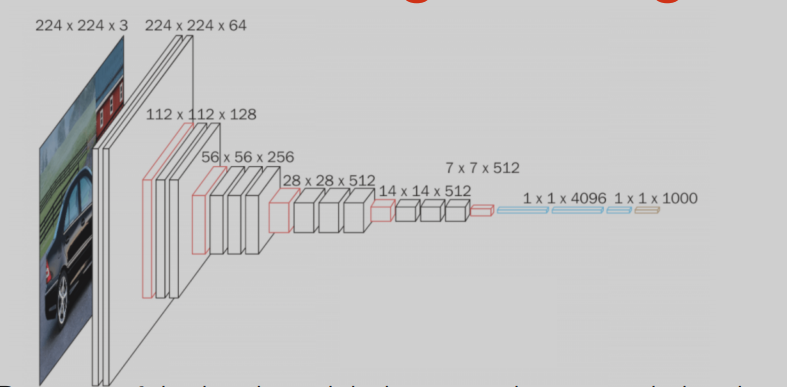 224 x 224 x 3
224 x 224 x 64
112 x 112 x 128
56 x 56 x 256
28 x 28 x 512
14 x 14 x 512
7 x 7 x 512
1 x 1 x 4096
1 x 1 x 1000